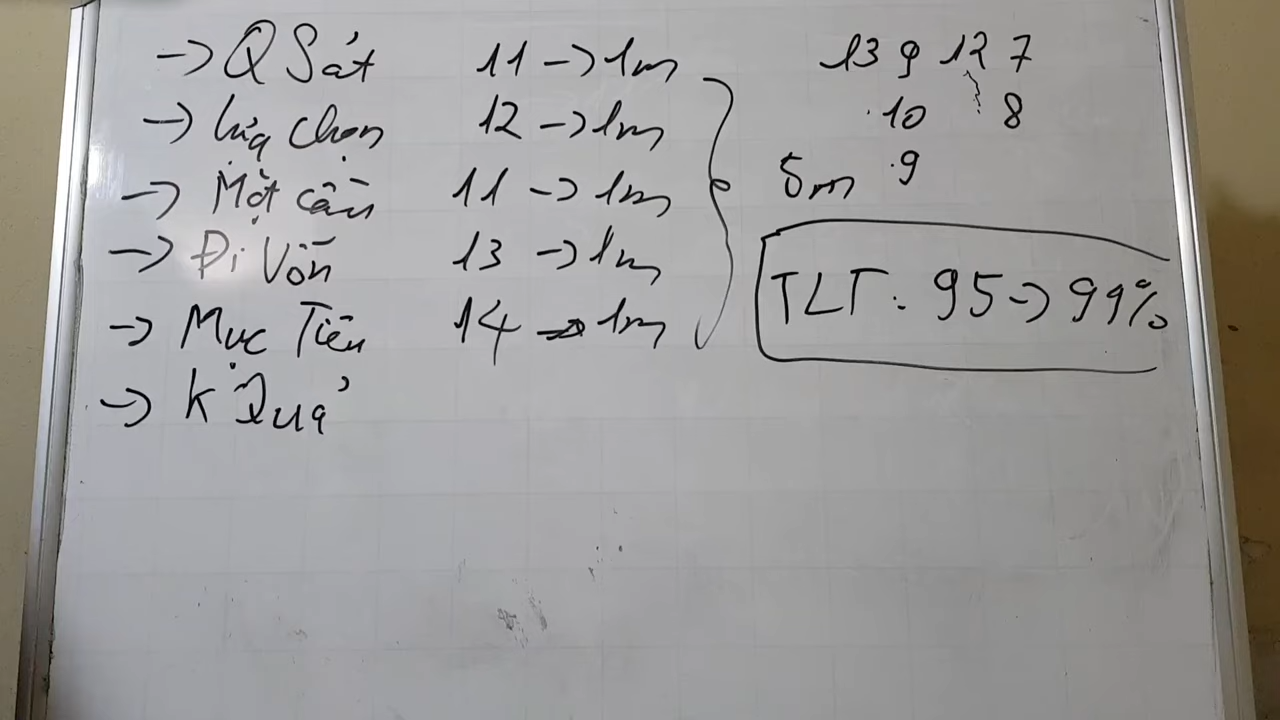 → Q Sát 11 → 1m
→ Lựa chọn 12 → 1m
→ Một cầu 11 → 1m
→ Đi Vốn 13 → 1m
→ Mục Tiêu 14 → 1m
→ K Quả
13 9 12 7
10 8
5m 9
TLT: 95 → 99%